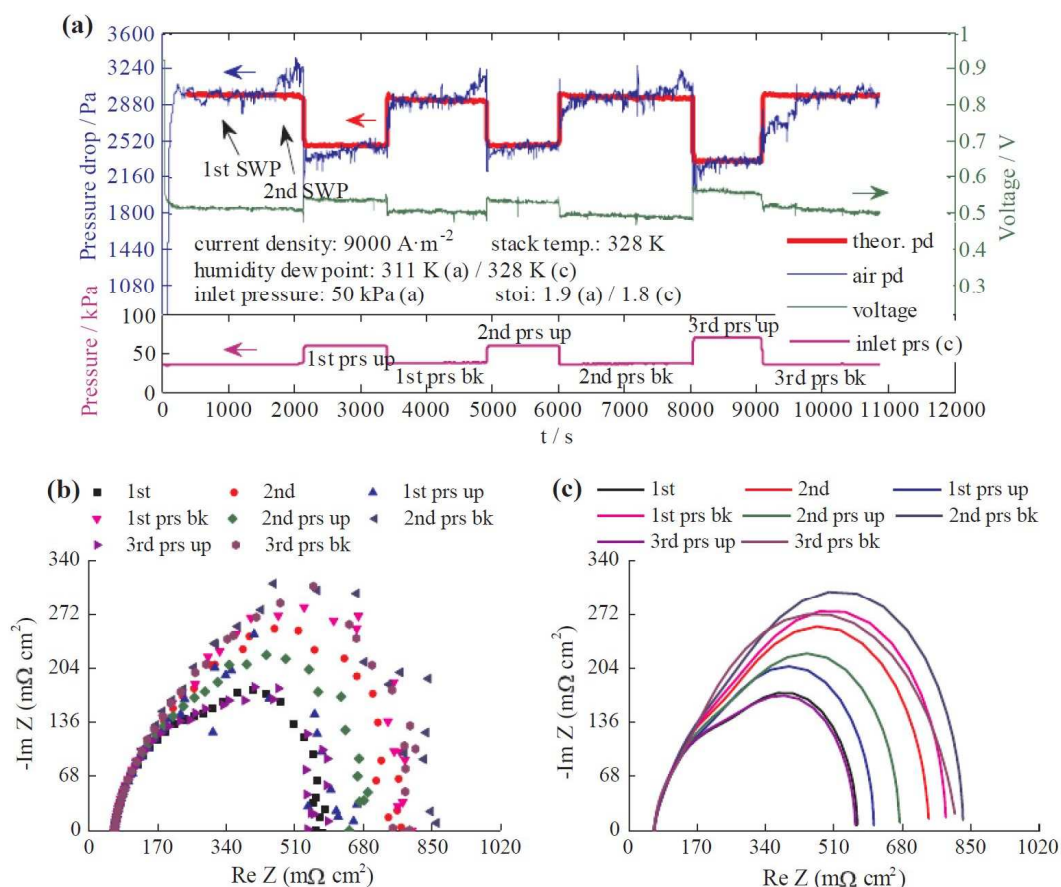 (a)
3600
3240
2880
2520
2160
1800
1440
1080
Pressure drop / Pa
1
0.9
0.8
0.7
0.6
0.5
0.4
0.3
Voltage / V
1st SWP
2nd SWP
current density: 9000 A·m⁻² stack temp.: 328 K
humidity dew point: 311 K (a) / 328 K (c)
inlet pressure: 50 kPa (a) stoi: 1.9 (a) / 1.8 (c)
theor. pd
air pd
voltage
inlet prs (c)
100
50
0
Pressure / kPa
1st prs up
1st prs bk
2nd prs up
2nd prs bk
3rd prs up
3rd prs bk
0 1000 2000 3000 4000 5000 6000 7000 8000 9000 10000 11000 12000
t / s
(b)
1st 2nd 1st prs up
1st prs bk 2nd prs up 2nd prs bk
3rd prs up 3rd prs bk
340
272
204
136
68
0
-Im Z (mΩ cm²)
0 170 340 510 680 850 1020
Re Z (mΩ cm²)
(c)
1st 2nd 1st prs up
1st prs bk 2nd prs up 2nd prs bk
3rd prs up 3rd prs bk
340
272
204
136
68
0
-Im Z (mΩ cm²)
0 170 340 510 680 850 1020
Re Z (mΩ cm²)